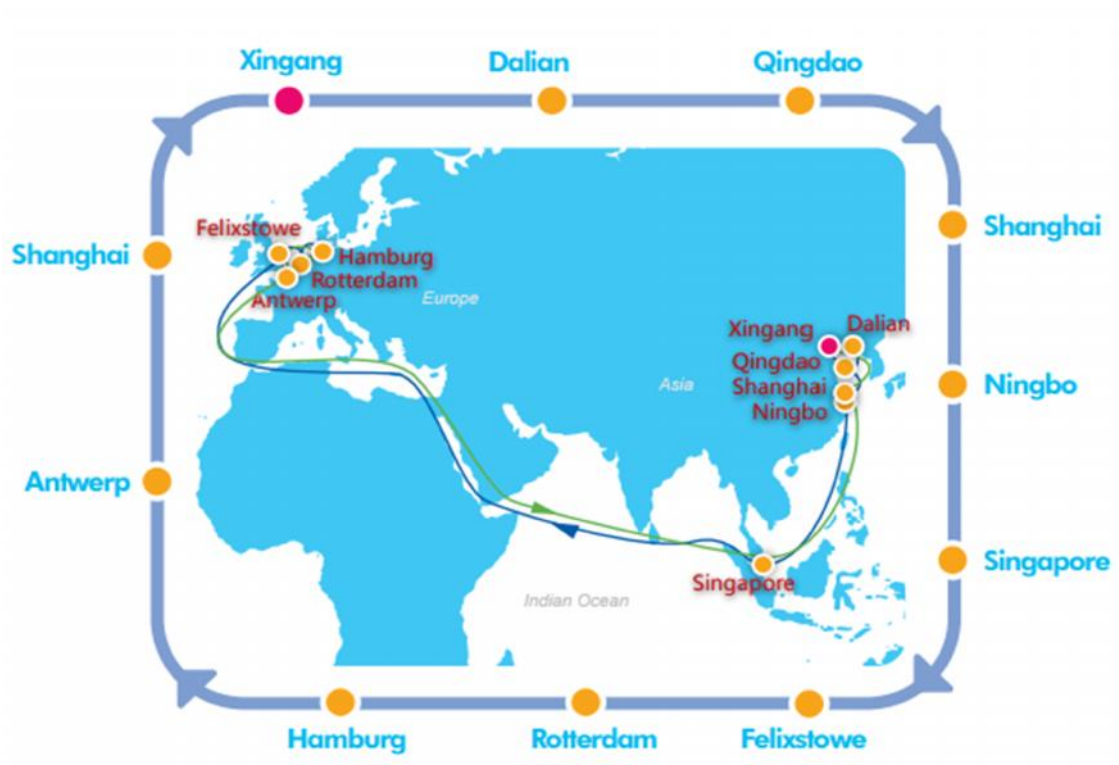 Xingang
Dalian
Qingdao
Felixstowe
Shanghai
Shanghai
Hamburg
Rotterdam
Antwerp
Europe
Xingang
Dalian
Qingdao
Asia
Shanghai
Ningbo
Ningbo
Antwerp
Singapore
Singapore
Indian Ocean
Hamburg
Rotterdam
Felixstowe